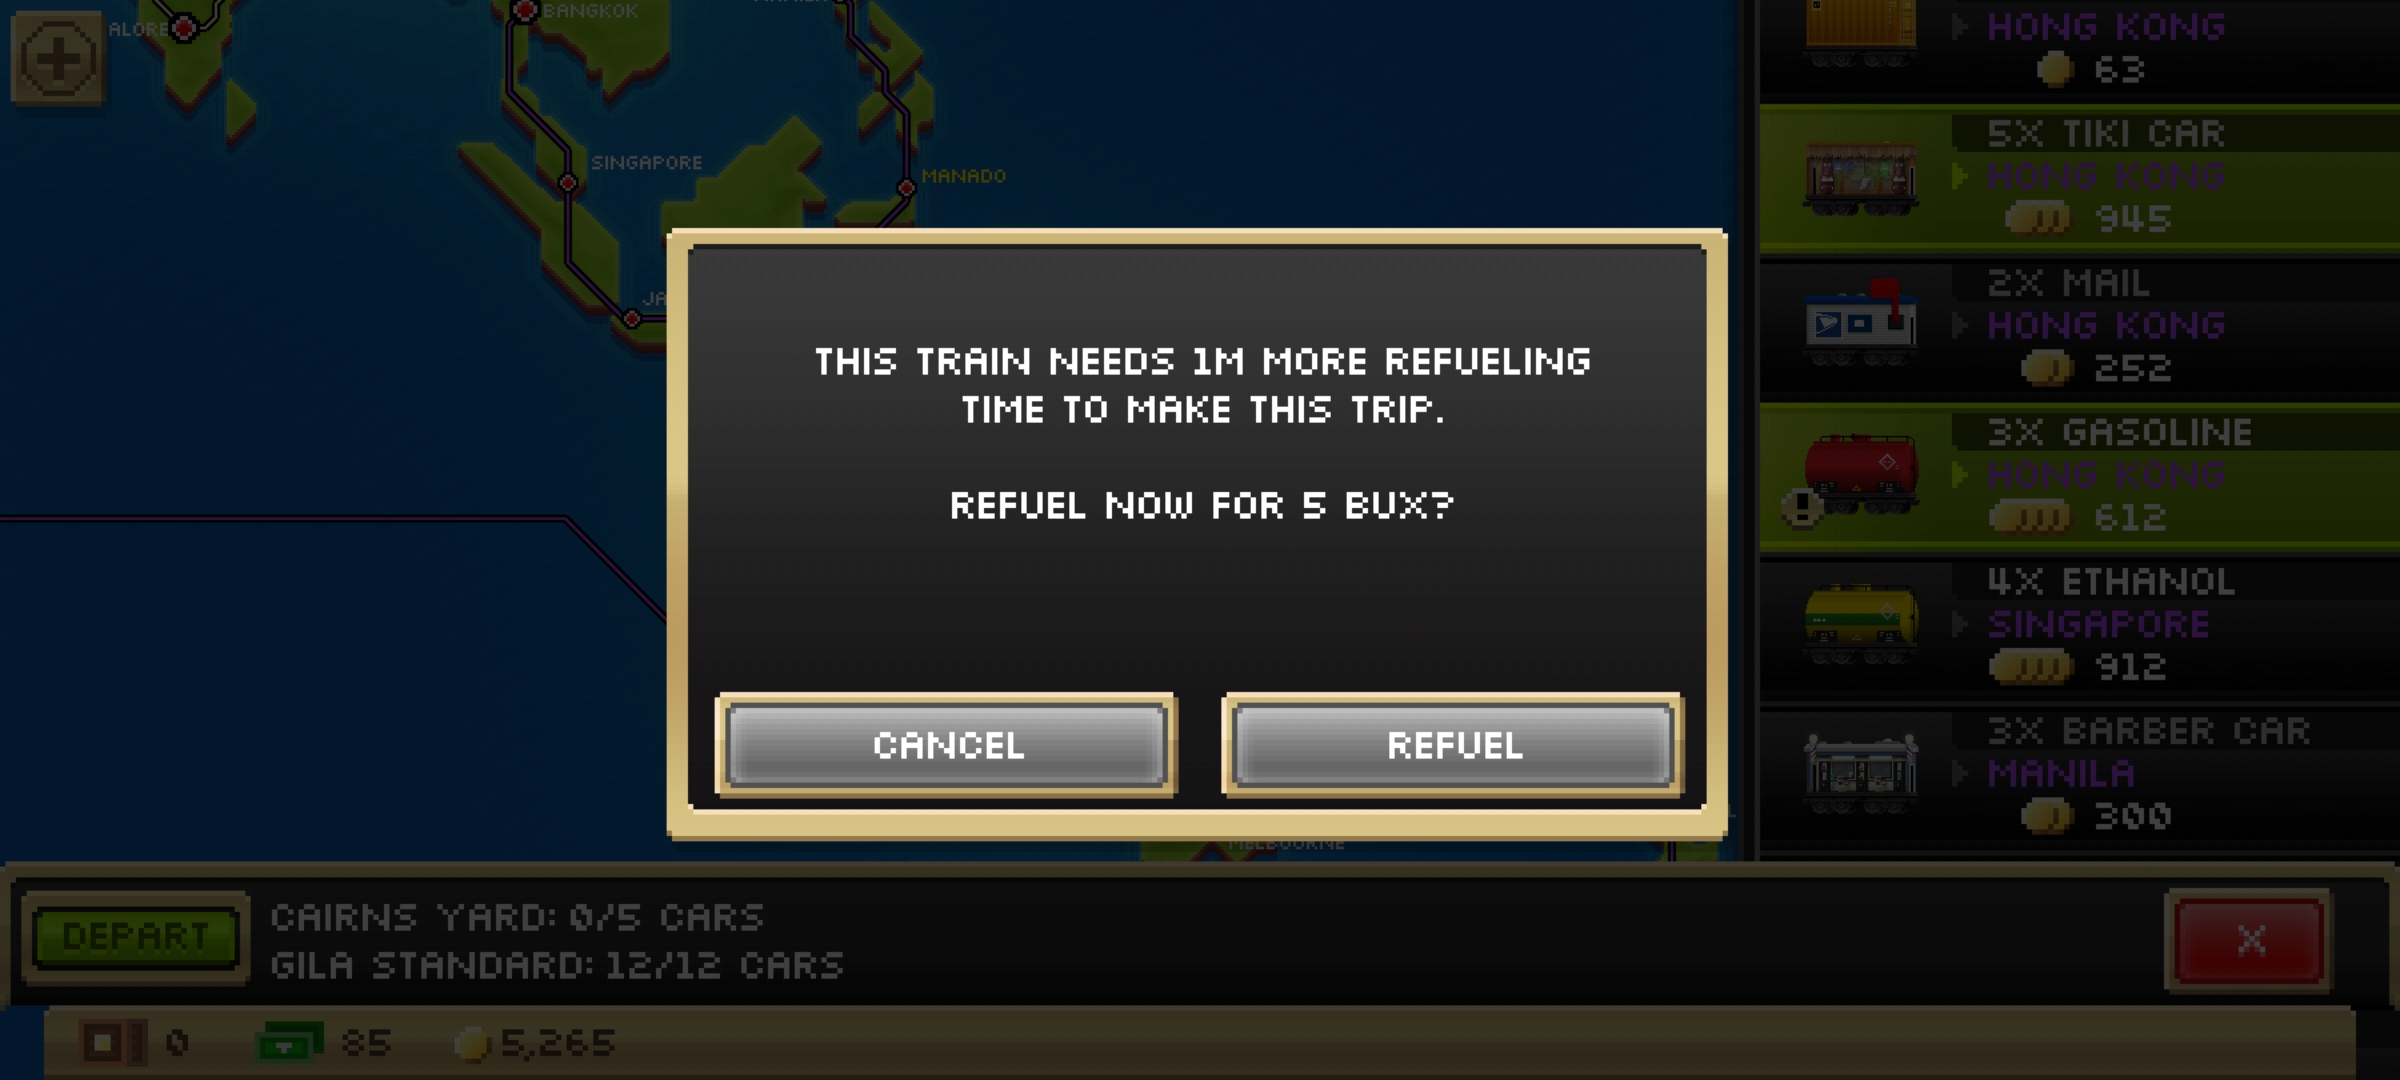 ALORE
BANGKOK
SINGAPORE
MANADO
JA
MELBOURNE
HONG KONG
63
5X TIKI CAR
HONG KONG
945
2X MAIL
HONG KONG
252
3X GASOLINE
HONG KONG
612
4X ETHANOL
SINGAPORE
912
3X BARBER CAR
MANILA
300
THIS TRAIN NEEDS 1M MORE REFUELING
TIME TO MAKE THIS TRIP.
REFUEL NOW FOR 5 BUX?
CANCEL
REFUEL
DEPART
CAIRNS YARD: 0/5 CARS
GILA STANDARD: 12/12 CARS
X
0
85
5,265